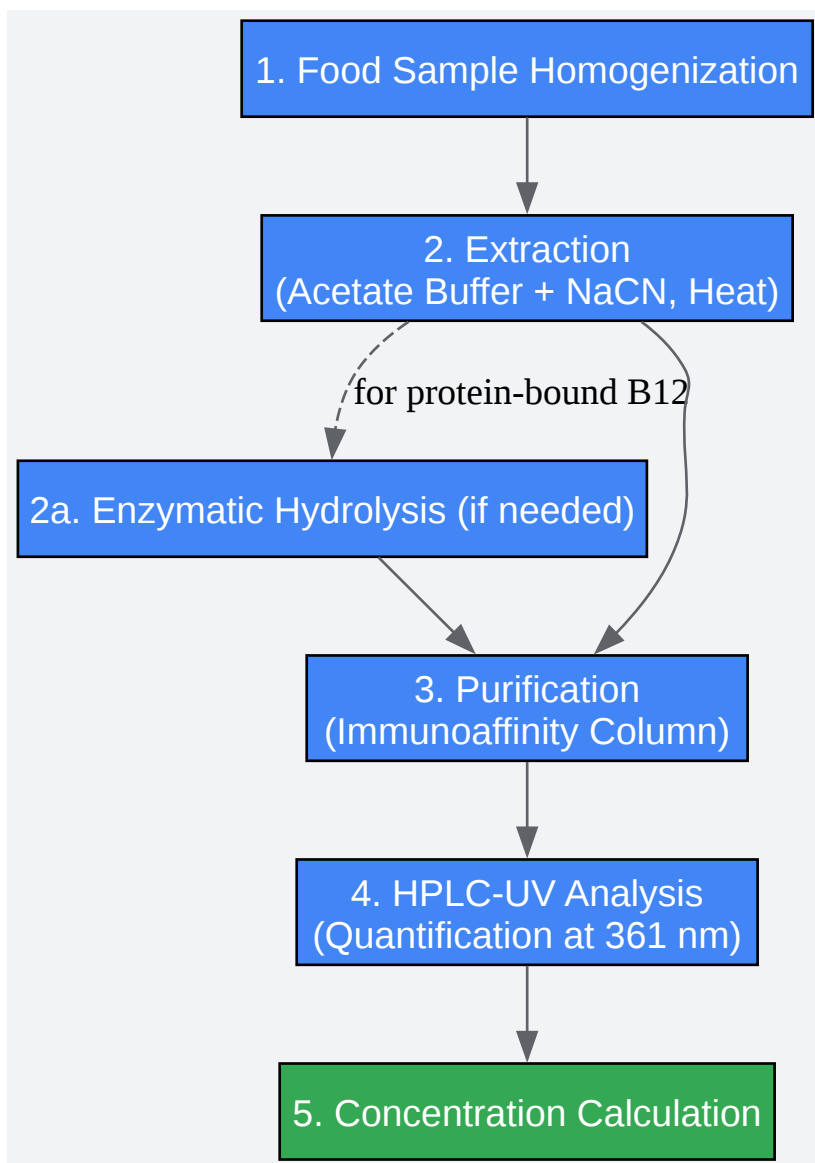 1. Food Sample Homogenization
2. Extraction
(Acetate Buffer + NaCN, Heat)
for protein-bound B12
2a. Enzymatic Hydrolysis (if needed)
3. Purification
(Immunoaffinity Column)
4. HPLC-UV Analysis
(Quantification at 361 nm)
5. Concentration Calculation